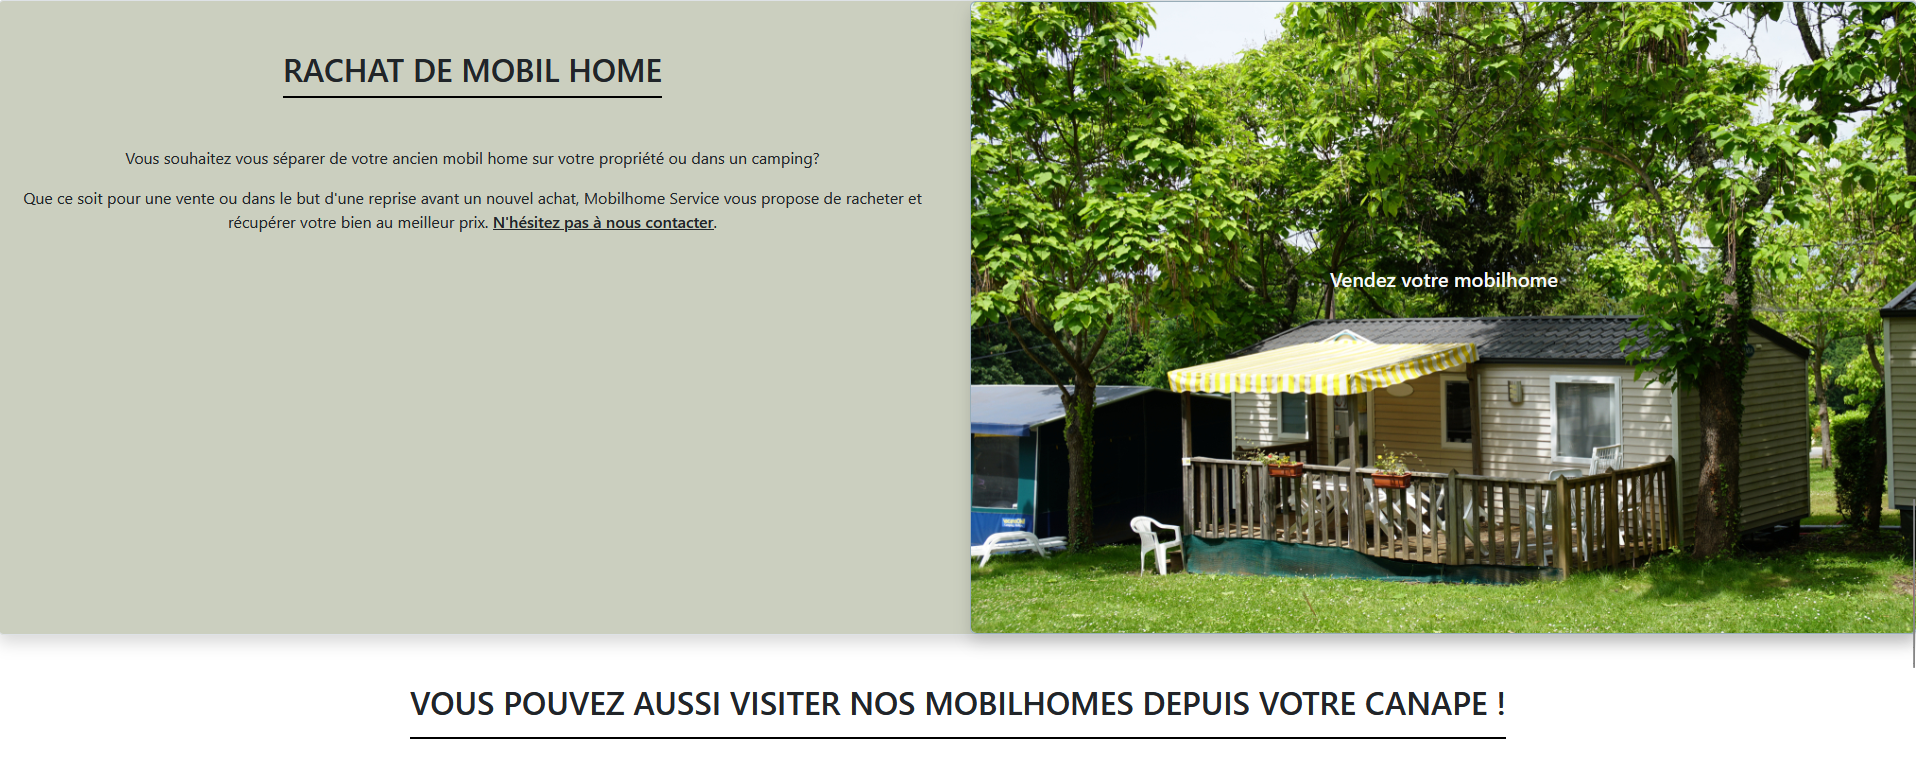 RACHAT DE MOBIL HOME
Vous souhaitez vous séparer de votre ancien mobil home sur votre propriété ou dans un camping?
Que ce soit pour une vente ou dans le but d'une reprise avant un nouvel achat, Mobilhome Service vous propose de racheter et
récupérer votre bien au meilleur prix. N'hésitez pas à nous contacter.
Vendez votre mobilhome
VOUS POUVEZ AUSSI VISITER NOS MOBILHOMES DEPUIS VOTRE CANAPE !